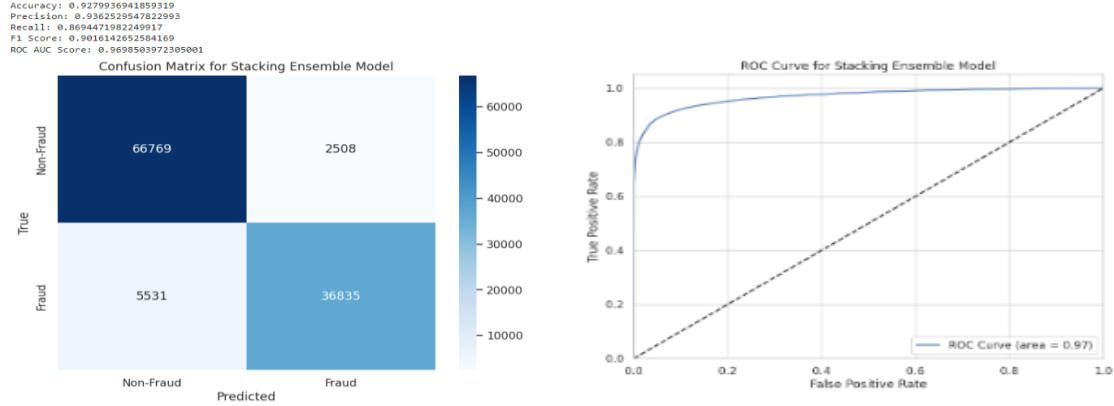 Accuracy: 0.9279936941859319
Precision: 0.9362529547822993
Recall: 0.8694471982249917
F1 Score: 0.9016142652584169
ROC AUC Score: 0.9698503972305001
Confusion Matrix for Stacking Ensemble Model
True
Non-Fraud
Fraud
66769
2508
5531
36835
Non-Fraud
Fraud
Predicted
60000
50000
40000
30000
20000
10000
ROC Curve for Stacking Ensemble Model
True Positive Rate
1.0
0.8
0.6
0.4
0.2
0.0
ROC Curve (area = 0.97)
0.0
0.2
0.4
0.6
0.8
1.0
False Positive Rate